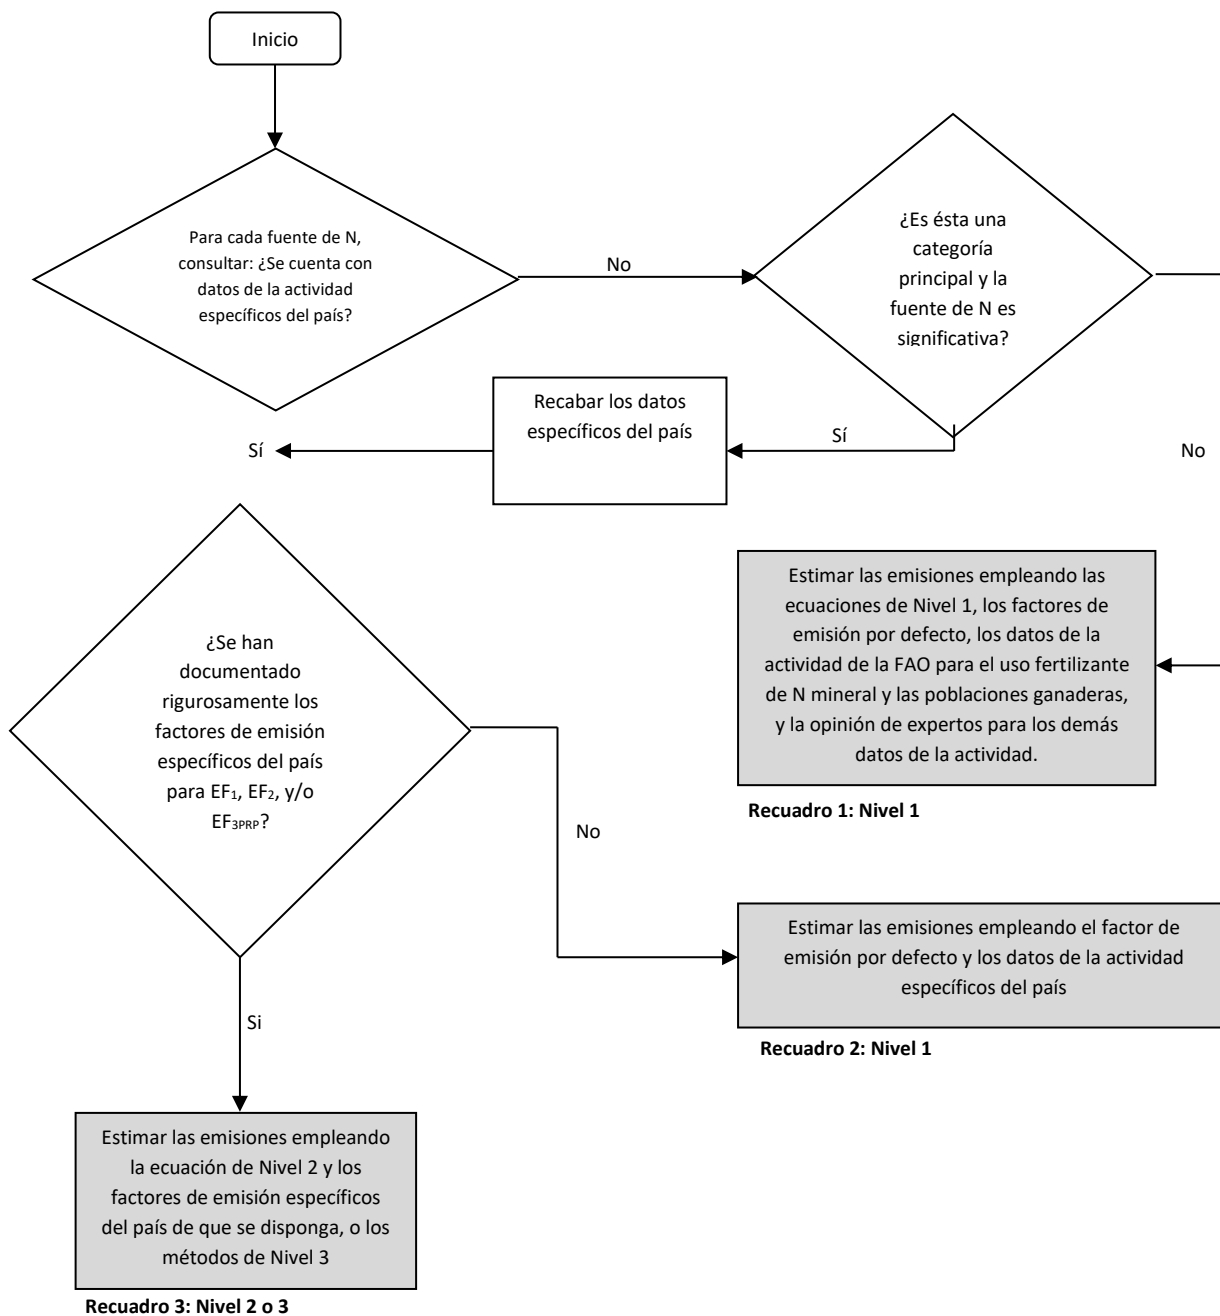 Inicio
Para cada fuente de N,
consultar: ¿Se cuenta con
datos de la actividad
específicos del país?
No
¿Es ésta una
categoría
principal y la
fuente de N es
significativa?
Recabar los datos
específicos del país
Sí
Sí
No
Estimar las emisiones empleando las
ecuaciones de Nivel 1, los factores de
emisión por defecto, los datos de la
actividad de la FAO para el uso fertilizante
de N mineral y las poblaciones ganaderas,
y la opinión de expertos para los demás
datos de la actividad.
Recuadro 1: Nivel 1
¿Se han
documentado
rigurosamente los
factores de emisión
específicos del país
para EF₁, EF₂, y/o
EF₃PRP?
No
Estimar las emisiones empleando el factor de
emisión por defecto y los datos de la actividad
específicos del país
Recuadro 2: Nivel 1
Si
Estimar las emisiones empleando
la ecuación de Nivel 2 y los
factores de emisión específicos
del país de que se disponga, o los
métodos de Nivel 3
Recuadro 3: Nivel 2 o 3